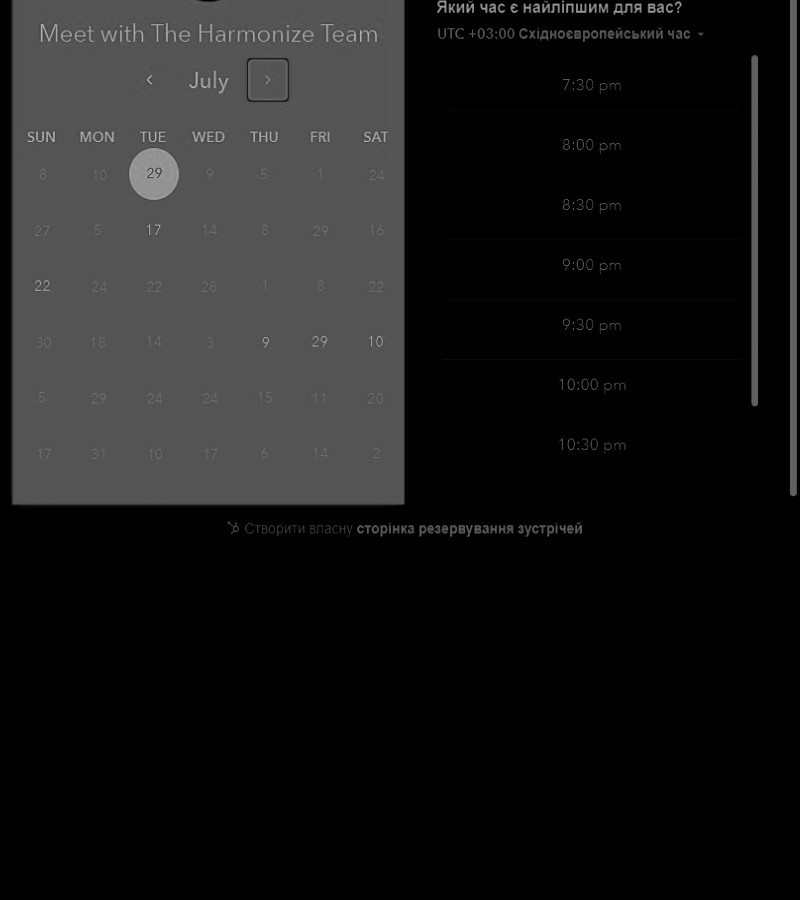 Meet with The Harmonize Team
July
SUN MON TUE WED THU FRI SAT
8 10 29 9 5 1 24
27 5 17 14 8 29 16
22 24 22 28 1 8 22
30 18 14 3 9 29 10
5 29 24 24 15 11 20
17 31 10 17 6 14 2
Який час є найліпшим для вас?
UTC +03:00 Східноєвропейський час
7:30 pm
8:00 pm
8:30 pm
9:00 pm
9:30 pm
10:00 pm
10:30 pm
Створити власну сторінка резервування зустрічей